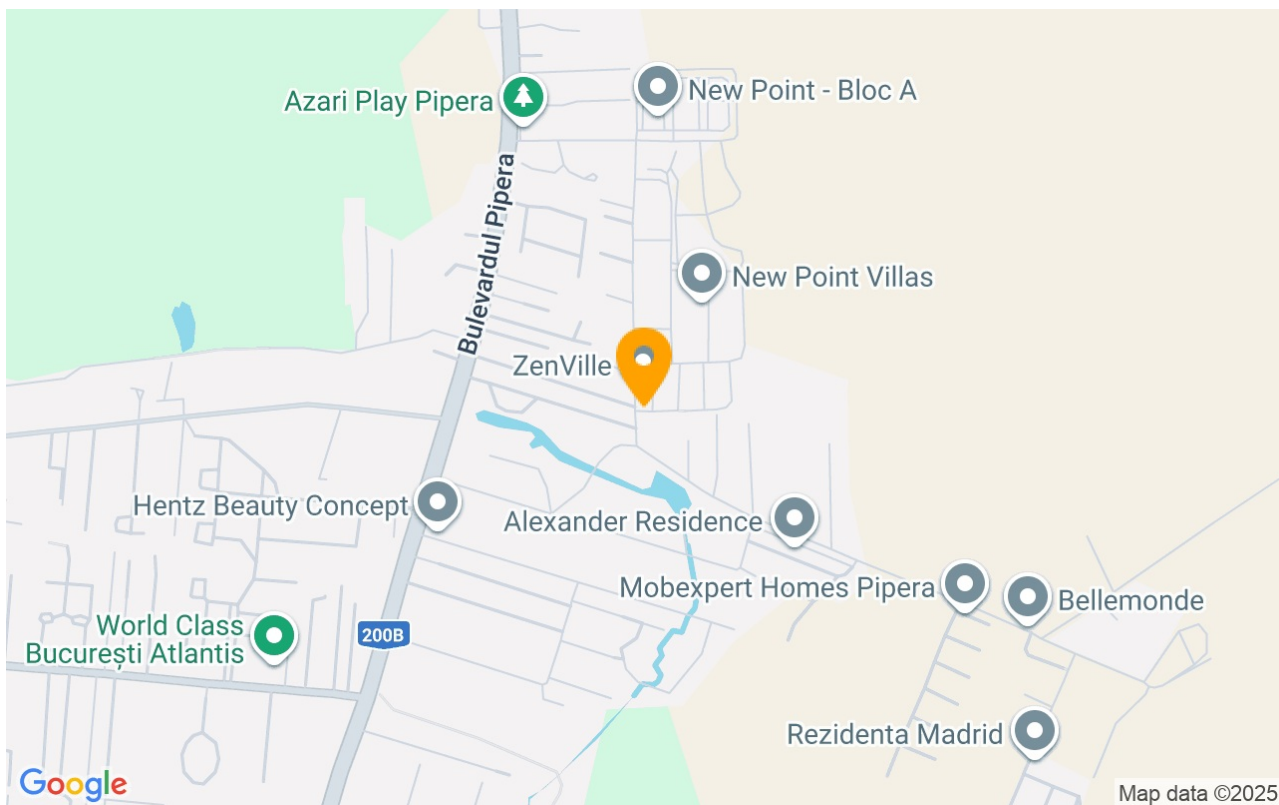 Azari Play Pipera
New Point - Bloc A
Bulevardul Pipera
New Point Villas
ZenVille
Hentz Beauty Concept
Alexander Residence
Mobexpert Homes Pipera
Bellemonde
World Class
București Atlantis
200B
Rezidenta Madrid
Google
Map data ©2025